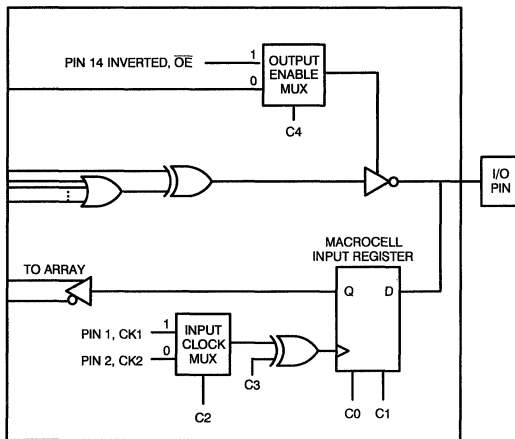 PIN 14 INVERTED, OE
1
0
OUTPUT
ENABLE
MUX
C4
I/O
PIN
MACROCELL
INPUT REGISTER
TO ARRAY
Q D
PIN 1, CK1
1
PIN 2, CK2
0
INPUT
CLOCK
MUX
C3
C2
C0 C1